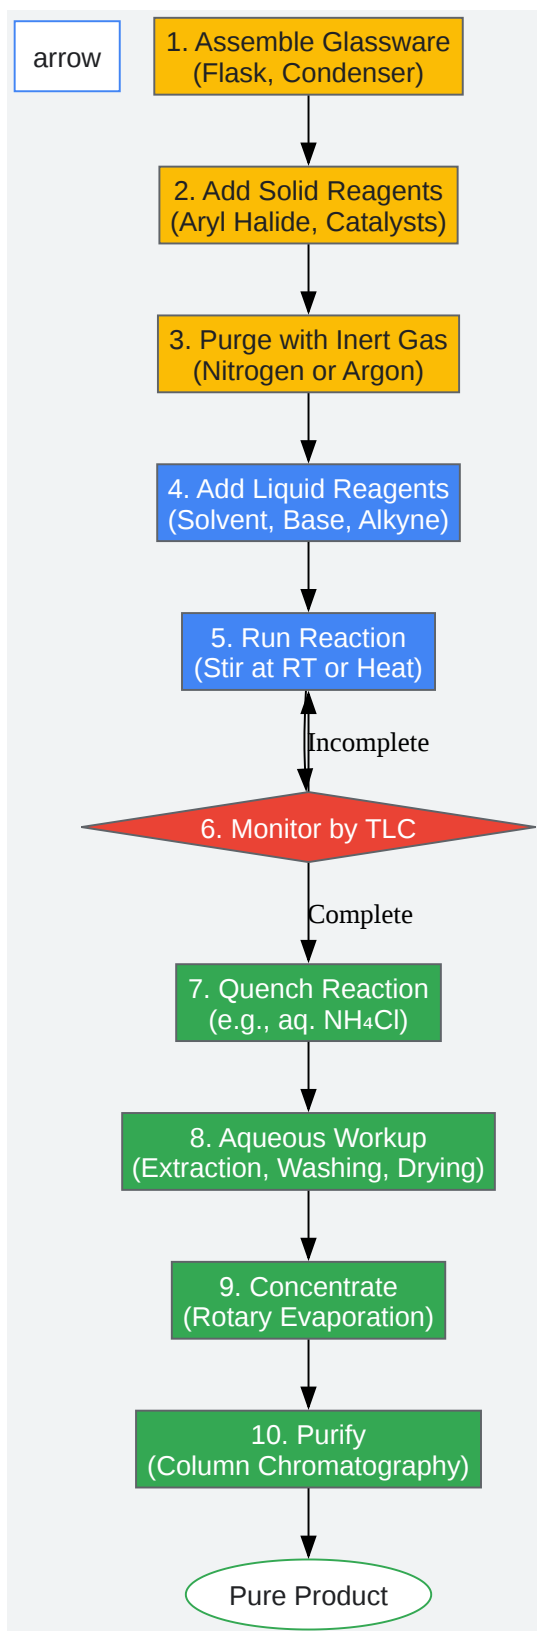 arrow
1. Assemble Glassware
(Flask, Condenser)
2. Add Solid Reagents
(Aryl Halide, Catalysts)
3. Purge with Inert Gas
(Nitrogen or Argon)
4. Add Liquid Reagents
(Solvent, Base, Alkyne)
5. Run Reaction
(Stir at RT or Heat)
Incomplete
6. Monitor by TLC
Complete
7. Quench Reaction
(e.g., aq. NH₄Cl)
8. Aqueous Workup
(Extraction, Washing, Drying)
9. Concentrate
(Rotary Evaporation)
10. Purify
(Column Chromatography)
Pure Product